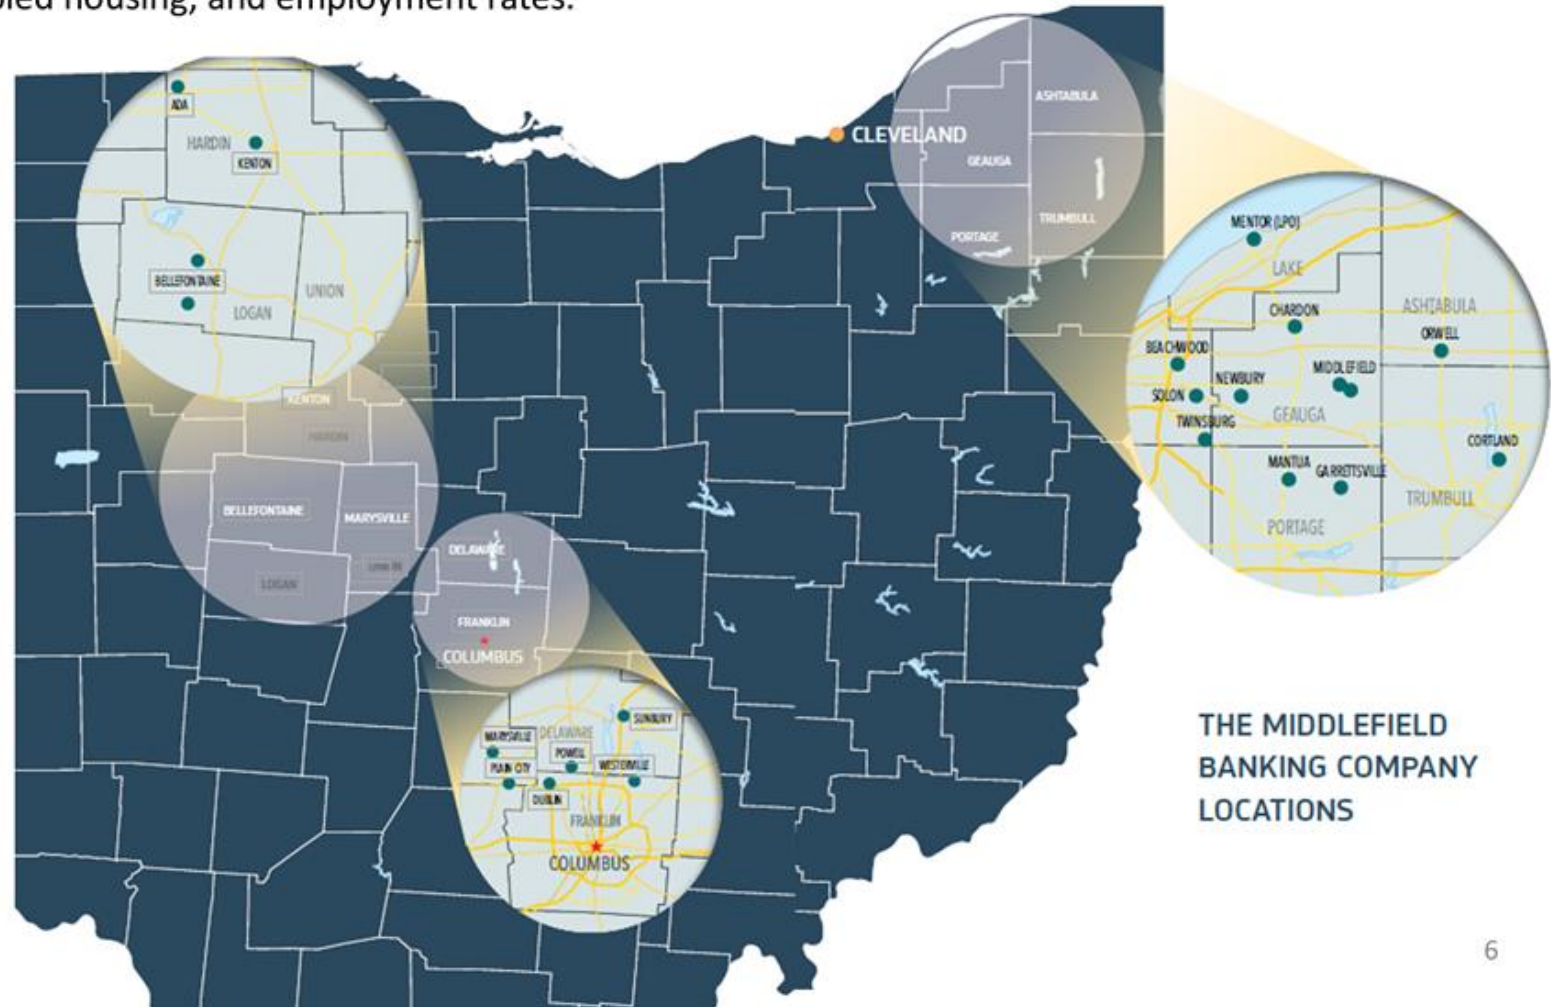 pied housing, and employment rates.
ADA
HARDIN
KENTON
BELLEFONTAINE
LOGAN
UNION
CLEVELAND
ASHTABULA
GEAUGA
TRUMBULL
PORTAGE
MENTOR (LPO)
LAKE
CHARDON
ASHTABULA
ORWELL
BEACHWOOD
MIDDLEFIELD
NEWBURY
SOLON
GEAUGA
TWINSBURG
CORTLAND
MANTUA
GARRETTSVILLE
TRUMBULL
PORTAGE
KENTON
HARDIN
BELLEFONTAINE
MARYSVILLE
LOGAN
DELAWARE
FRANKLIN
COLUMBUS
SUNBURY
MARYSVILLE
DELAWARE
POWELL
PLAIN CITY
WESTERVILLE
DUBLIN
FRANKLIN
COLUMBUS
THE MIDDLEFIELD
BANKING COMPANY
LOCATIONS
6